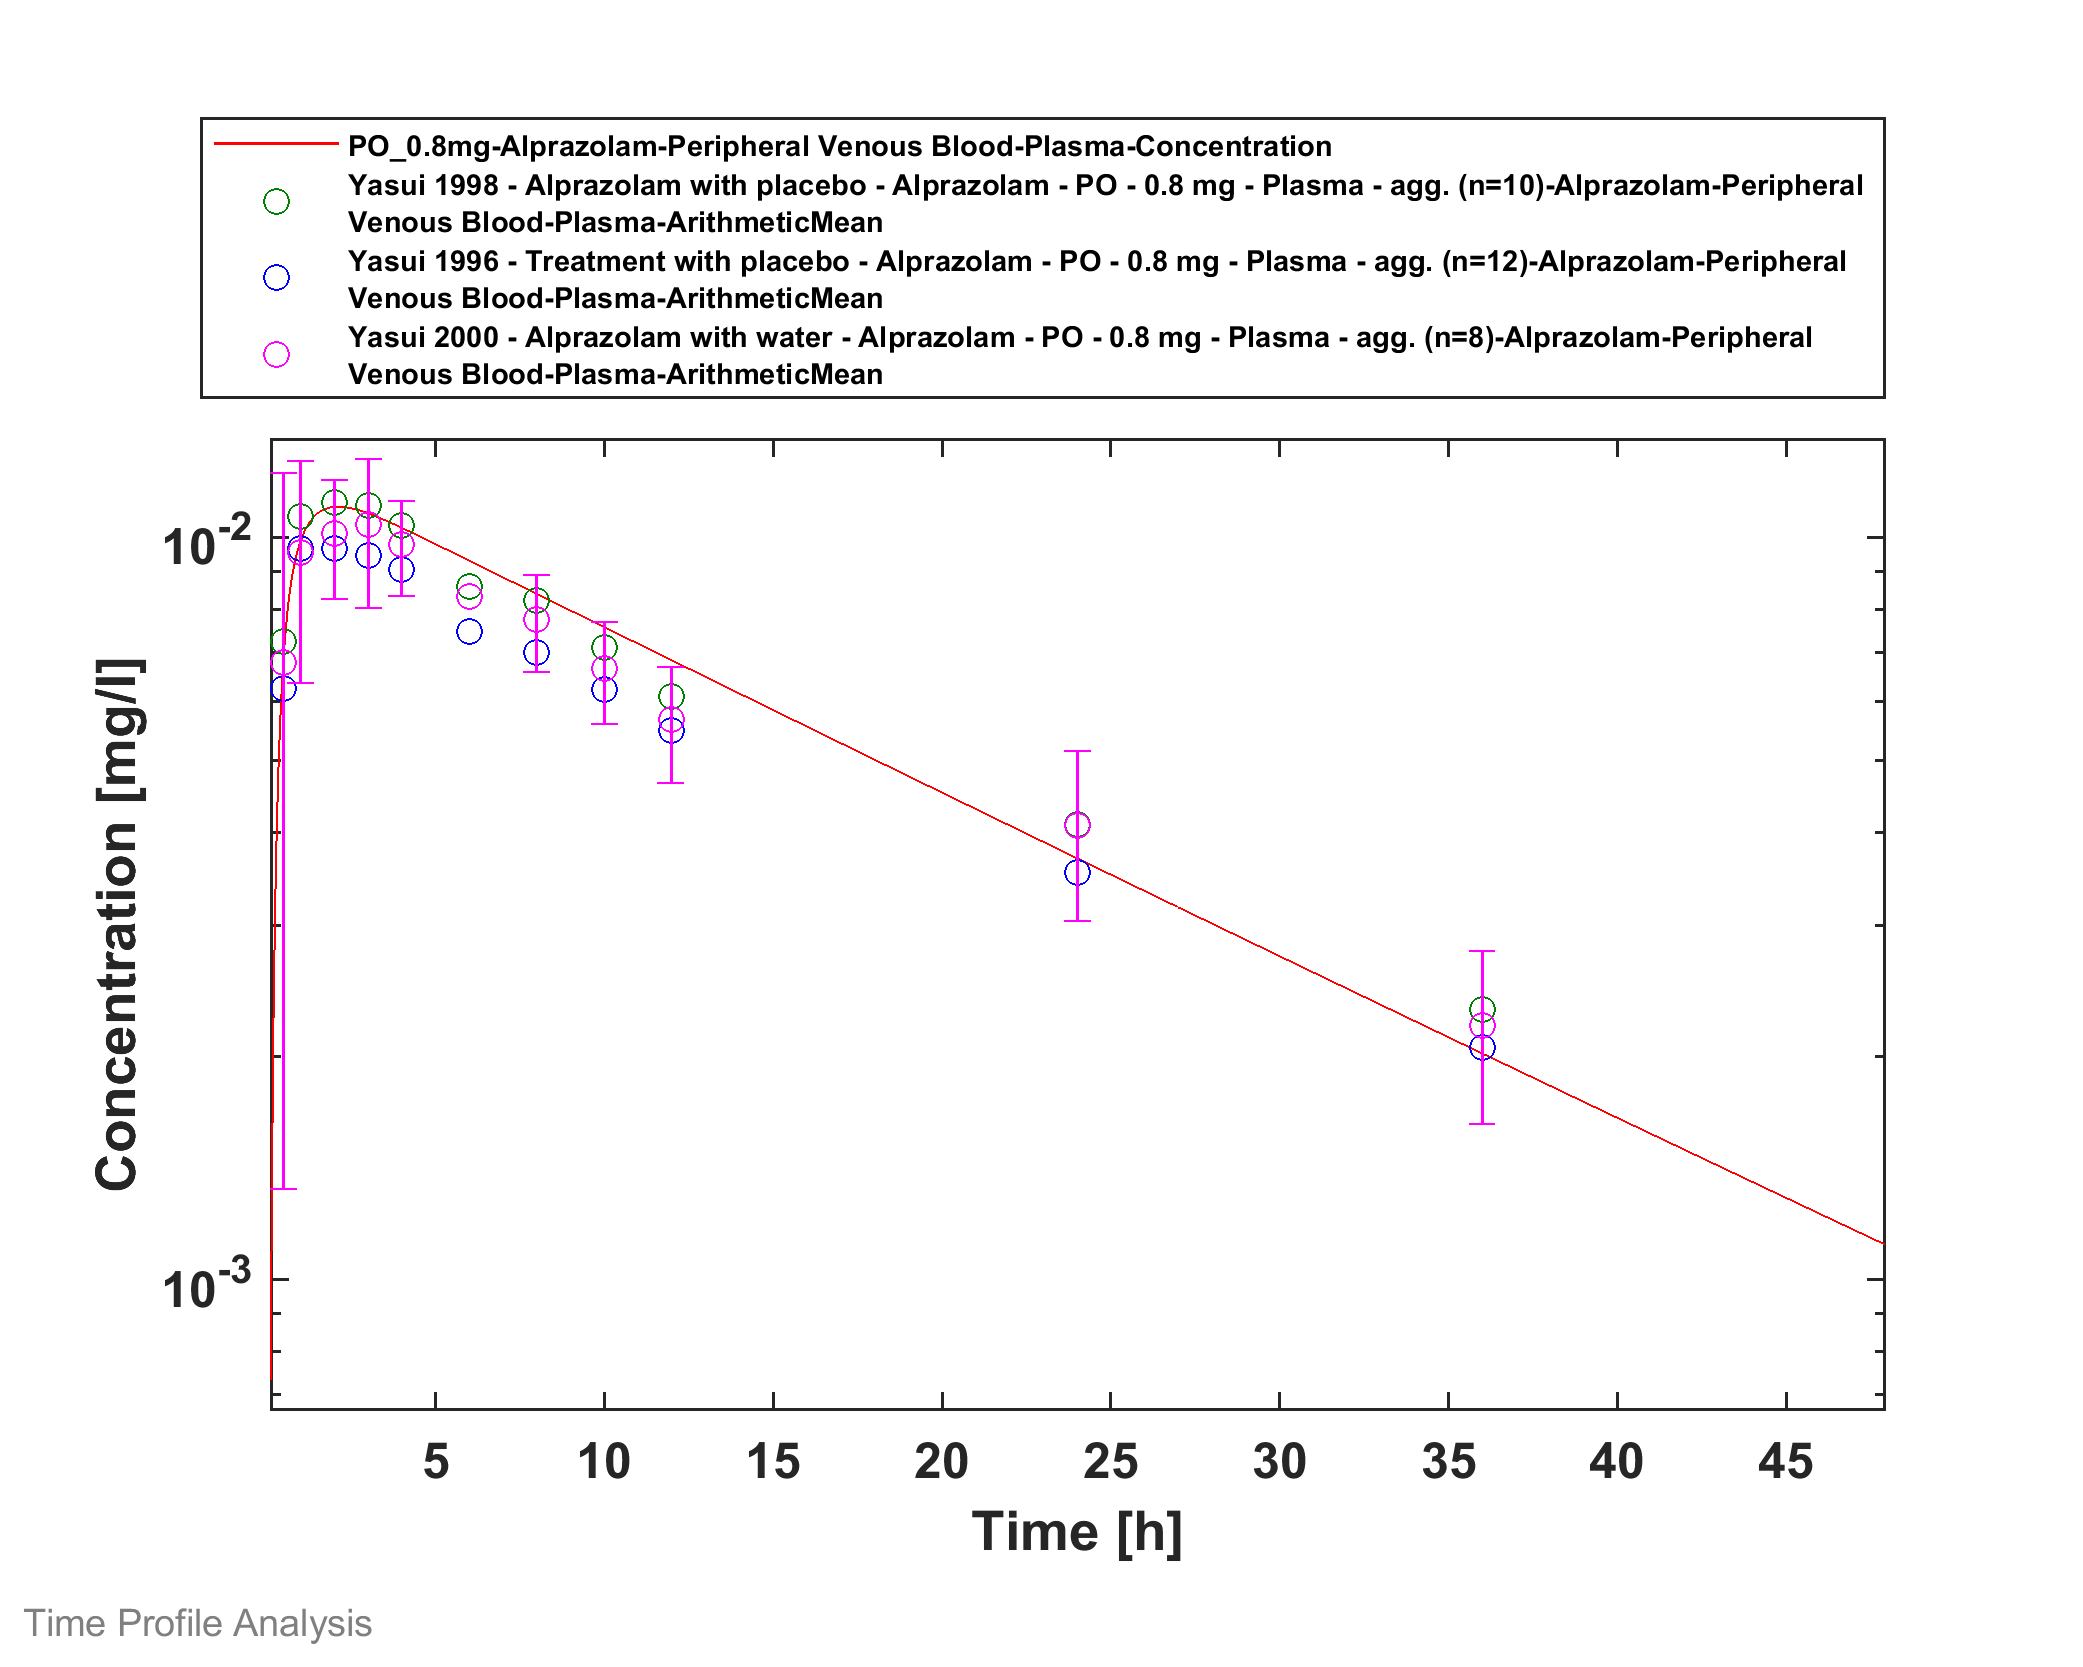 PO_0.8mg-Alprazolam-Peripheral Venous Blood-Plasma-Concentration
Yasui 1998 - Alprazolam with placebo - Alprazolam - PO - 0.8 mg - Plasma - agg. (n=10)-Alprazolam-Peripheral
Venous Blood-Plasma-ArithmeticMean
Yasui 1996 - Treatment with placebo - Alprazolam - PO - 0.8 mg - Plasma - agg. (n=12)-Alprazolam-Peripheral
Venous Blood-Plasma-ArithmeticMean
Yasui 2000 - Alprazolam with water - Alprazolam - PO - 0.8 mg - Plasma - agg. (n=8)-Alprazolam-Peripheral
Venous Blood-Plasma-ArithmeticMean
10^-2
10^-3
Concentration [mg/l]
5 10 15 20 25 30 35 40 45
Time [h]
Time Profile Analysis